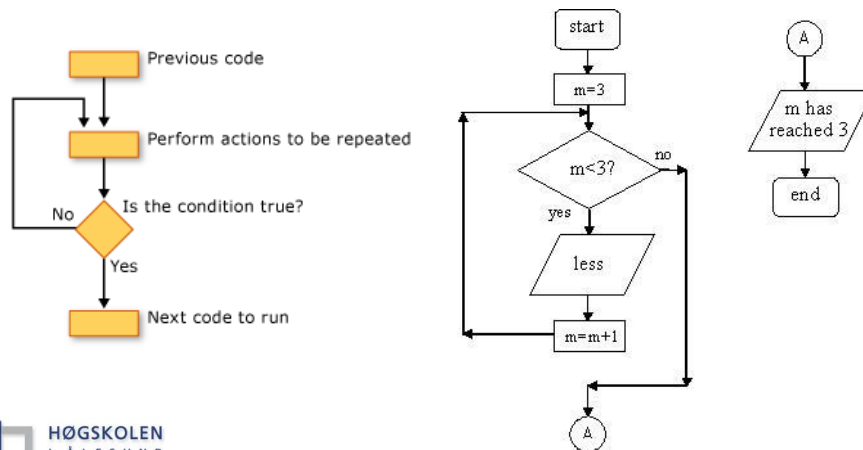 Previous code
Perform actions to be repeated
Is the condition true?
No
Yes
Next code to run
start
m=3
m<3?
no
yes
less
m=m+1
A
A
m has
reached 3
end
HØGSKOLEN